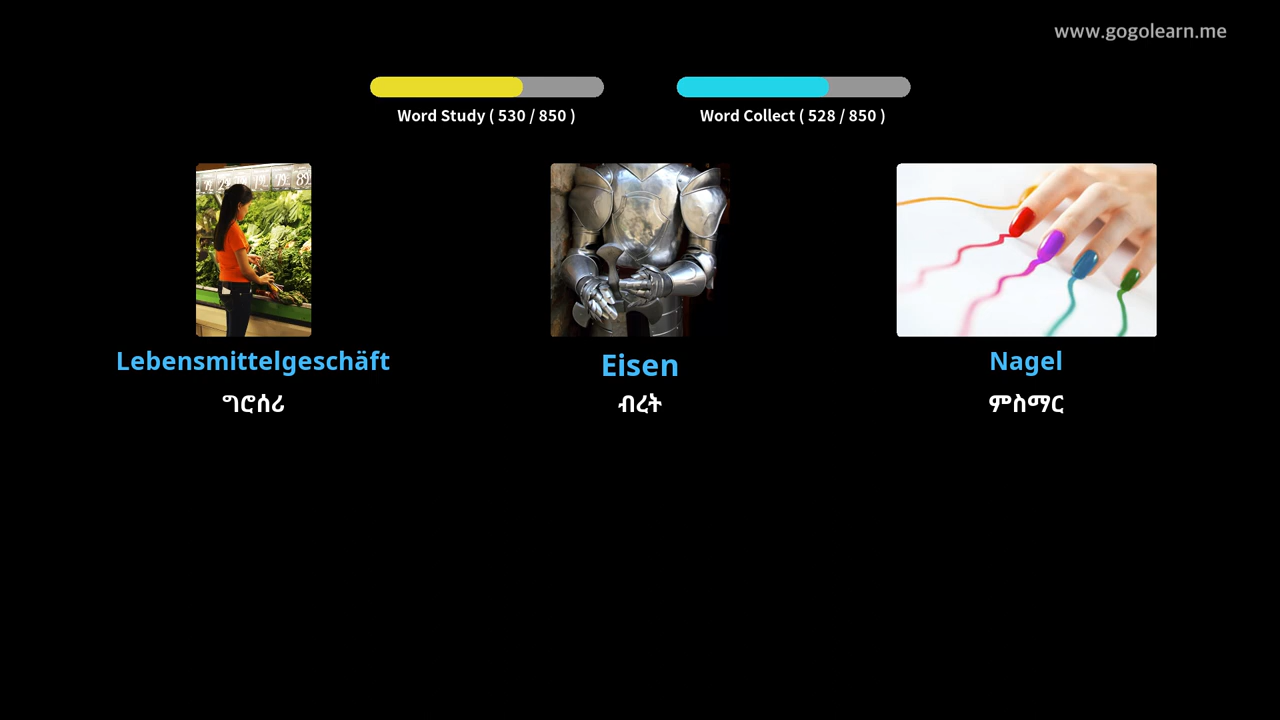 www.gogolearn.me
Word Study ( 530 / 850 )
Word Collect ( 528 / 850 )
Lebensmittelgeschäft
Eisen
Nagel
ግሮሰሪ
ብረት
ምስማር